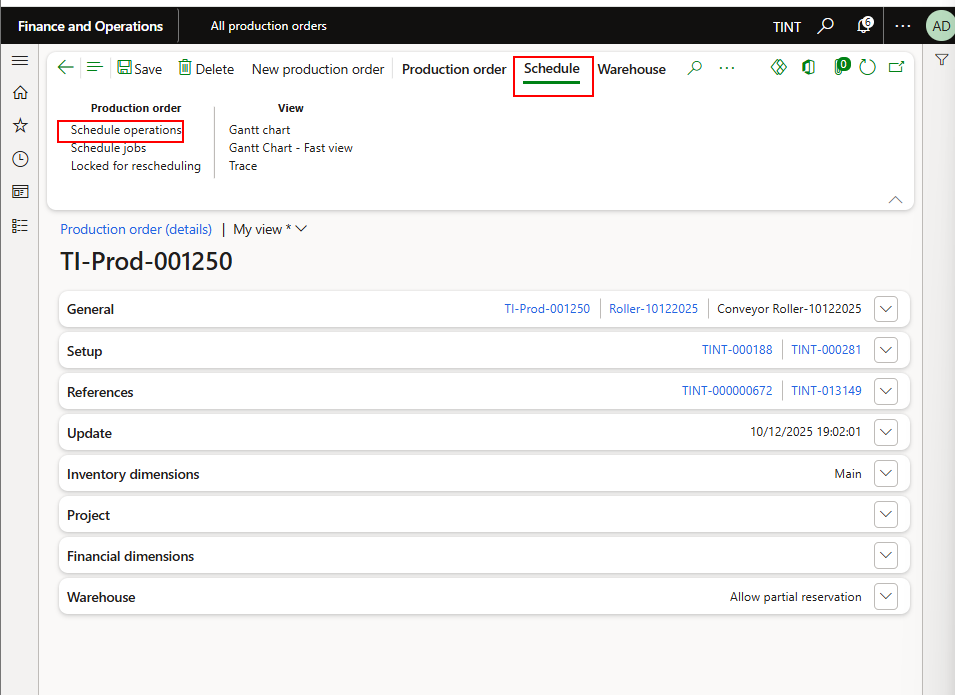 Finance and Operations All production orders TINT 6 AD
Save Delete New production order Production order Schedule Warehouse 0
Production order View
Schedule operations Gantt chart
Schedule jobs Gantt Chart - Fast view
Locked for rescheduling Trace
Production order (details) | My view *
TI-Prod-001250
General TI-Prod-001250 Roller-10122025 Conveyor Roller-10122025
Setup TINT-000188 TINT-000281
References TINT-000000672 TINT-013149
Update 10/12/2025 19:02:01
Inventory dimensions Main
Project
Financial dimensions
Warehouse Allow partial reservation